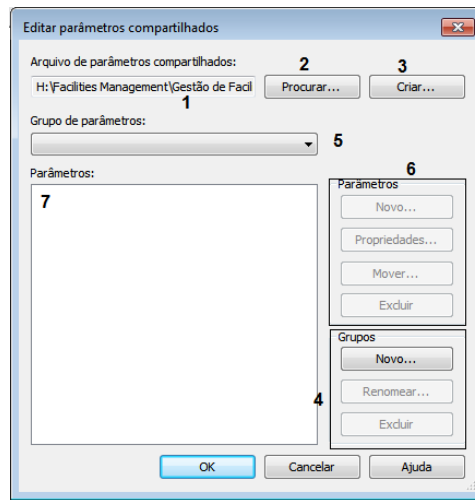 Editar parâmetros compartilhados
Arquivo de parâmetros compartilhados:
2
3
H:\Facilities Management\Gestão de Facil
Procurar...
Criar...
1
Grupo de parâmetros:
5
Parâmetros:
6
7
Parâmetros
Novo...
Propriedades...
Mover...
Excluir
Grupos
Novo...
4
Renomear...
Excluir
OK
Cancelar
Ajuda